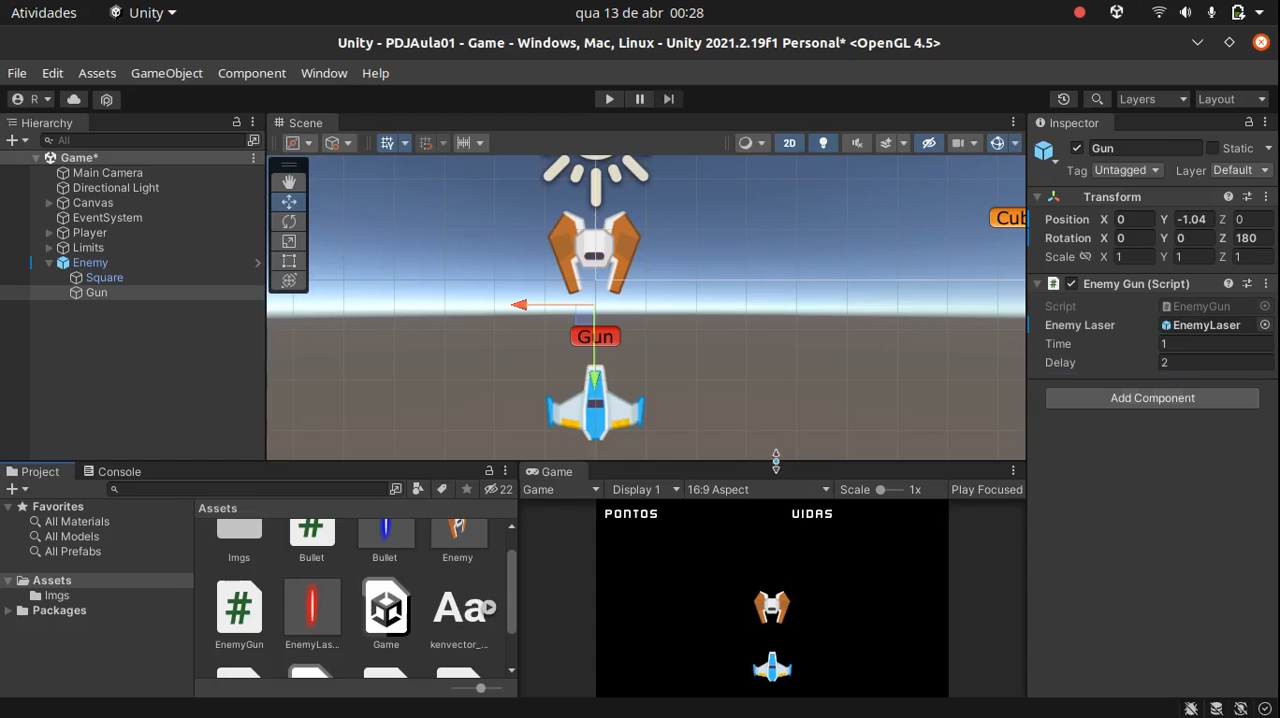 Atividades Unity qua 13 de abr 00:28
Unity - PDJAula01 - Game - Windows, Mac, Linux - Unity 2021.2.19f1 Personal* <OpenGL 4.5>
File Edit Assets GameObject Component Window Help
R Layers Layout
Hierarchy
All
Game*
Main Camera
Directional Light
Canvas
EventSystem
Player
Limits
Enemy
Square
Gun
Scene
2D
Cub
Gun
Inspector
Gun Static
Tag Untagged Layer Default
Transform
Position X 0 Y -1.04 Z 0
Rotation X 0 Y 0 Z 180
Scale X 1 Y 1 Z 1
Enemy Gun (Script)
Script EnemyGun
Enemy Laser EnemyLaser
Time 1
Delay 2
Add Component
Project Console
22
Favorites
All Materials
All Models
All Prefabs
Assets
Imgs
Packages
Assets
Imgs Bullet Bullet Enemy
# # Aa
EnemyGun EnemyLas... Game kenvector_...
Game
Game Display 1 16:9 Aspect Scale 1x Play Focused
PONTOS VIDAS